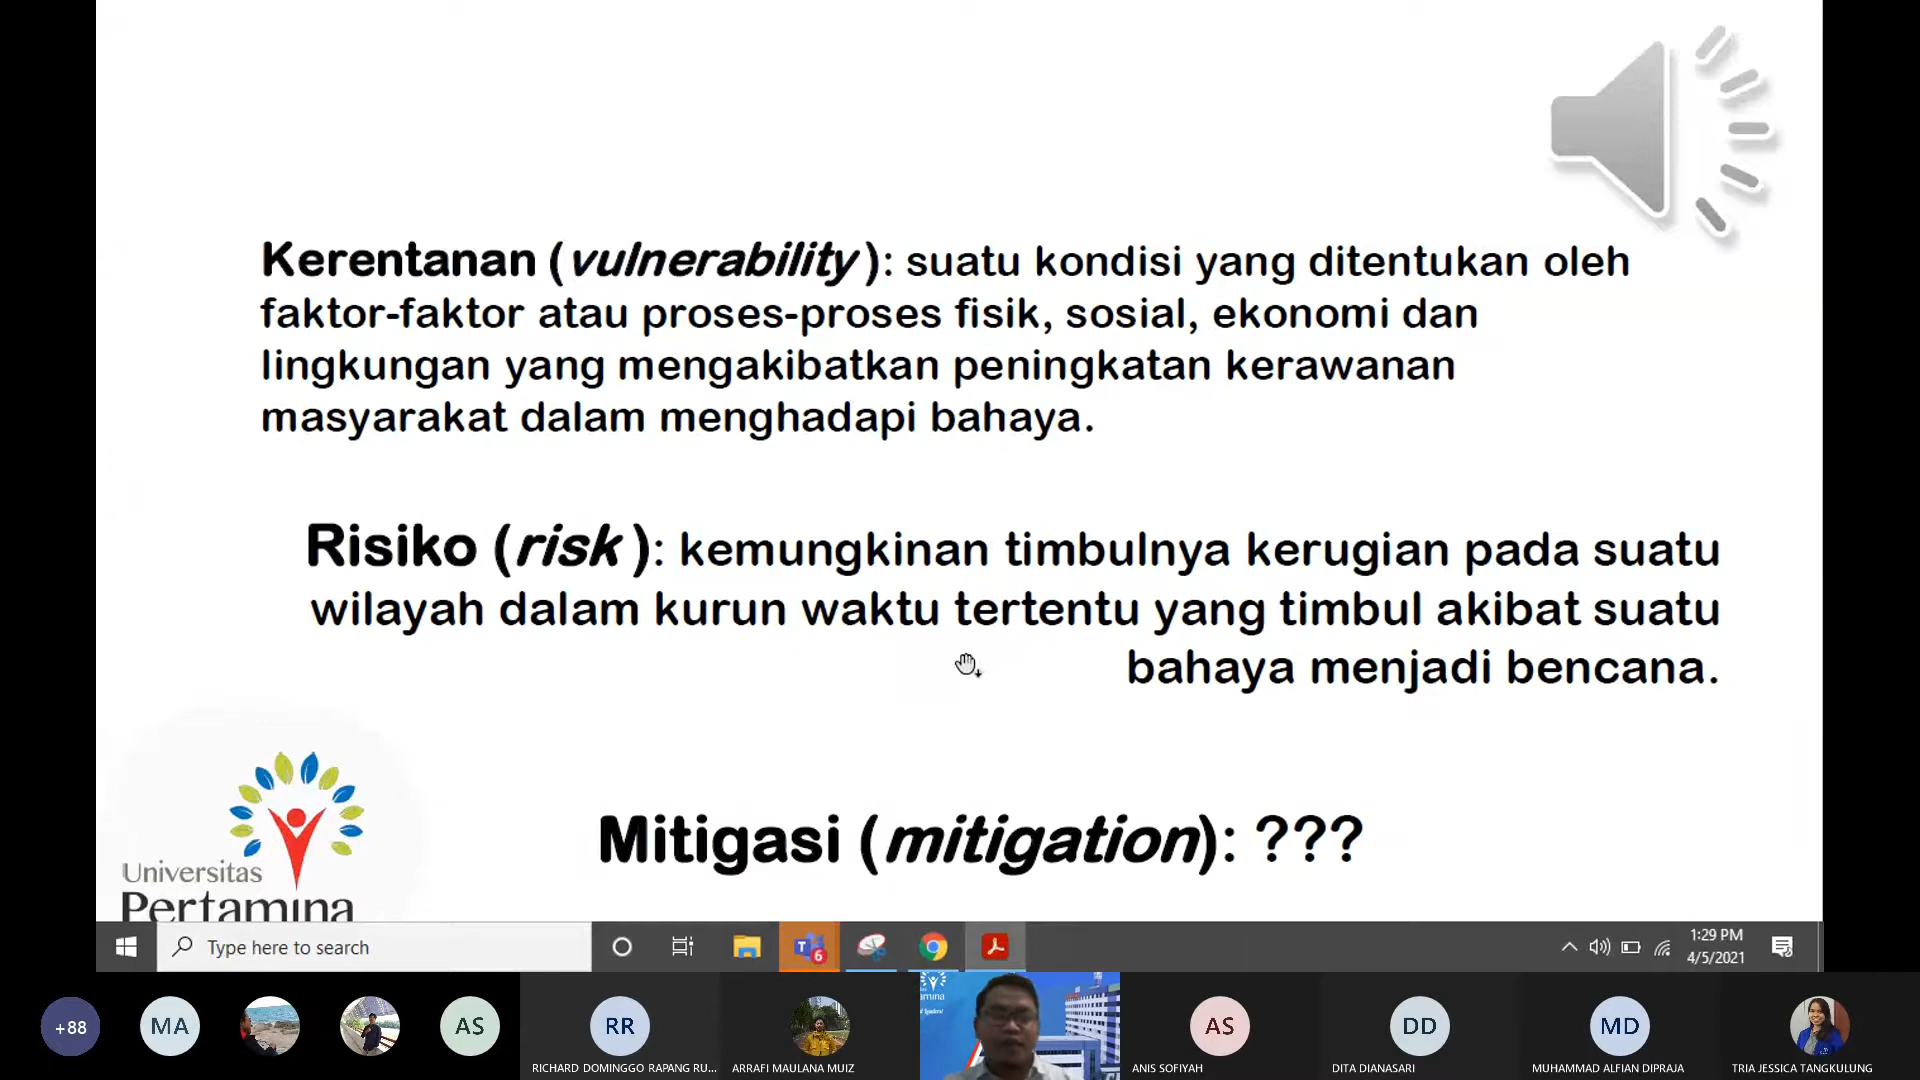 Kerentanan (vulnerability): suatu kondisi yang ditentukan oleh
faktor-faktor atau proses-proses fisik, sosial, ekonomi dan
lingkungan yang mengakibatkan peningkatan kerawanan
masyarakat dalam menghadapi bahaya.
Risiko (risk): kemungkinan timbulnya kerugian pada suatu
wilayah dalam kurun waktu tertentu yang timbul akibat suatu
bahaya menjadi bencana.
Mitigasi (mitigation): ???
Universitas
Pertamina
Type here to search
T
6
1:29 PM
4/5/2021
+88
MA
AS
RR
AS
DD
MD
RICHARD DOMINGGO RAPANG RU...
ARRAFI MAULANA MUIZ
ANIS SOFIYAH
DITA DIANASARI
MUHAMMAD ALFIAN DIPRAJA
TRIA JESSICA TANGKULUNG